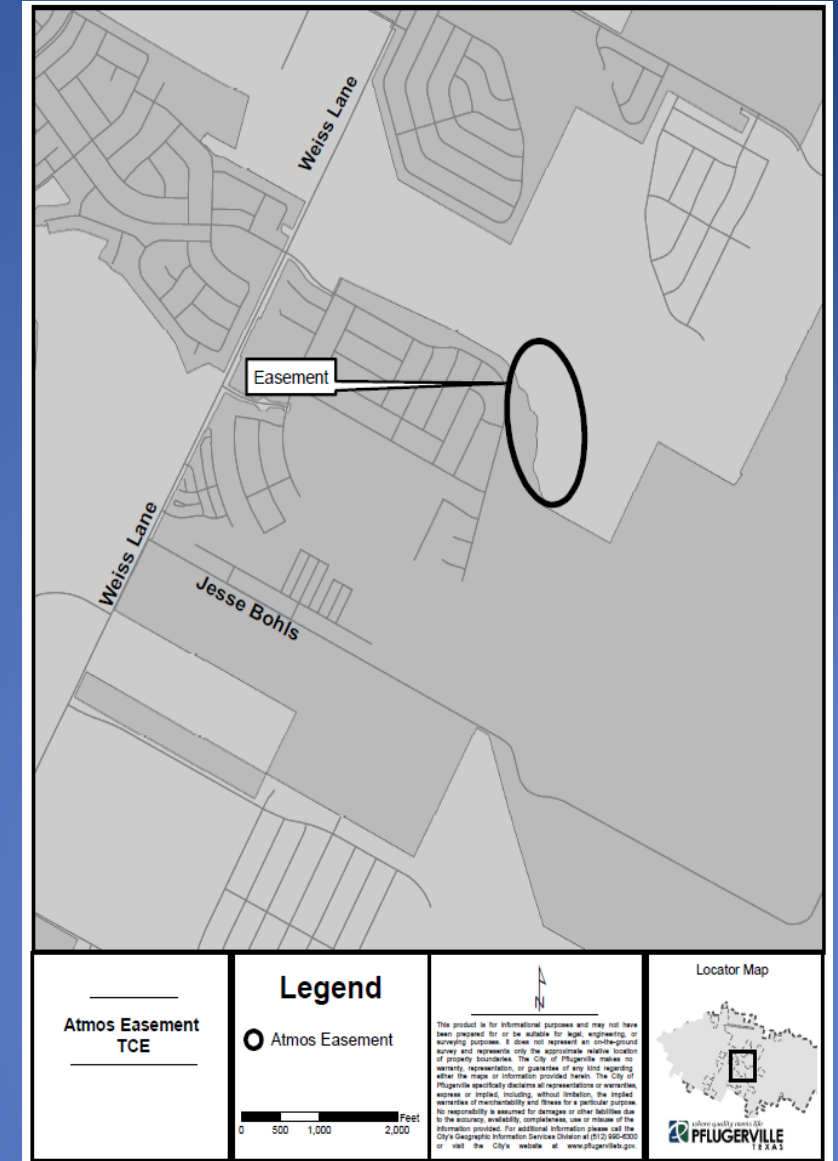 Weiss Lane
Easement
Weiss Lane
Jesse Bohls
Atmos Easement
TCE
Legend
Atmos Easement
Feet
0 500 1,000 2,000
N
This product is for informational purposes and may not have
been prepared for or be suitable for legal, engineering, or
surveying purposes. It does not represent an on-the-ground
survey and represents only the approximate relative location
of property boundaries. The City of Pflugerville makes no
warranty, representation, or guarantee of any kind regarding
either the maps or information provided herein. The City of
Pflugerville specifically disclaims all representations or warranties,
express or implied, including, without limitation, the implied
warranties of merchantability and fitness for a particular purpose.
No responsibility is assumed for damages or other liabilities due
to the accuracy, availability, completeness, use or misuse of the
information provided. For additional information please call the
City's Geographic Information Services Division at (512) 990-6300
or visit the City's website at www.pflugervilletx.gov.
Locator Map
where quality meets life
PFLUGERVILLE
TEXAS